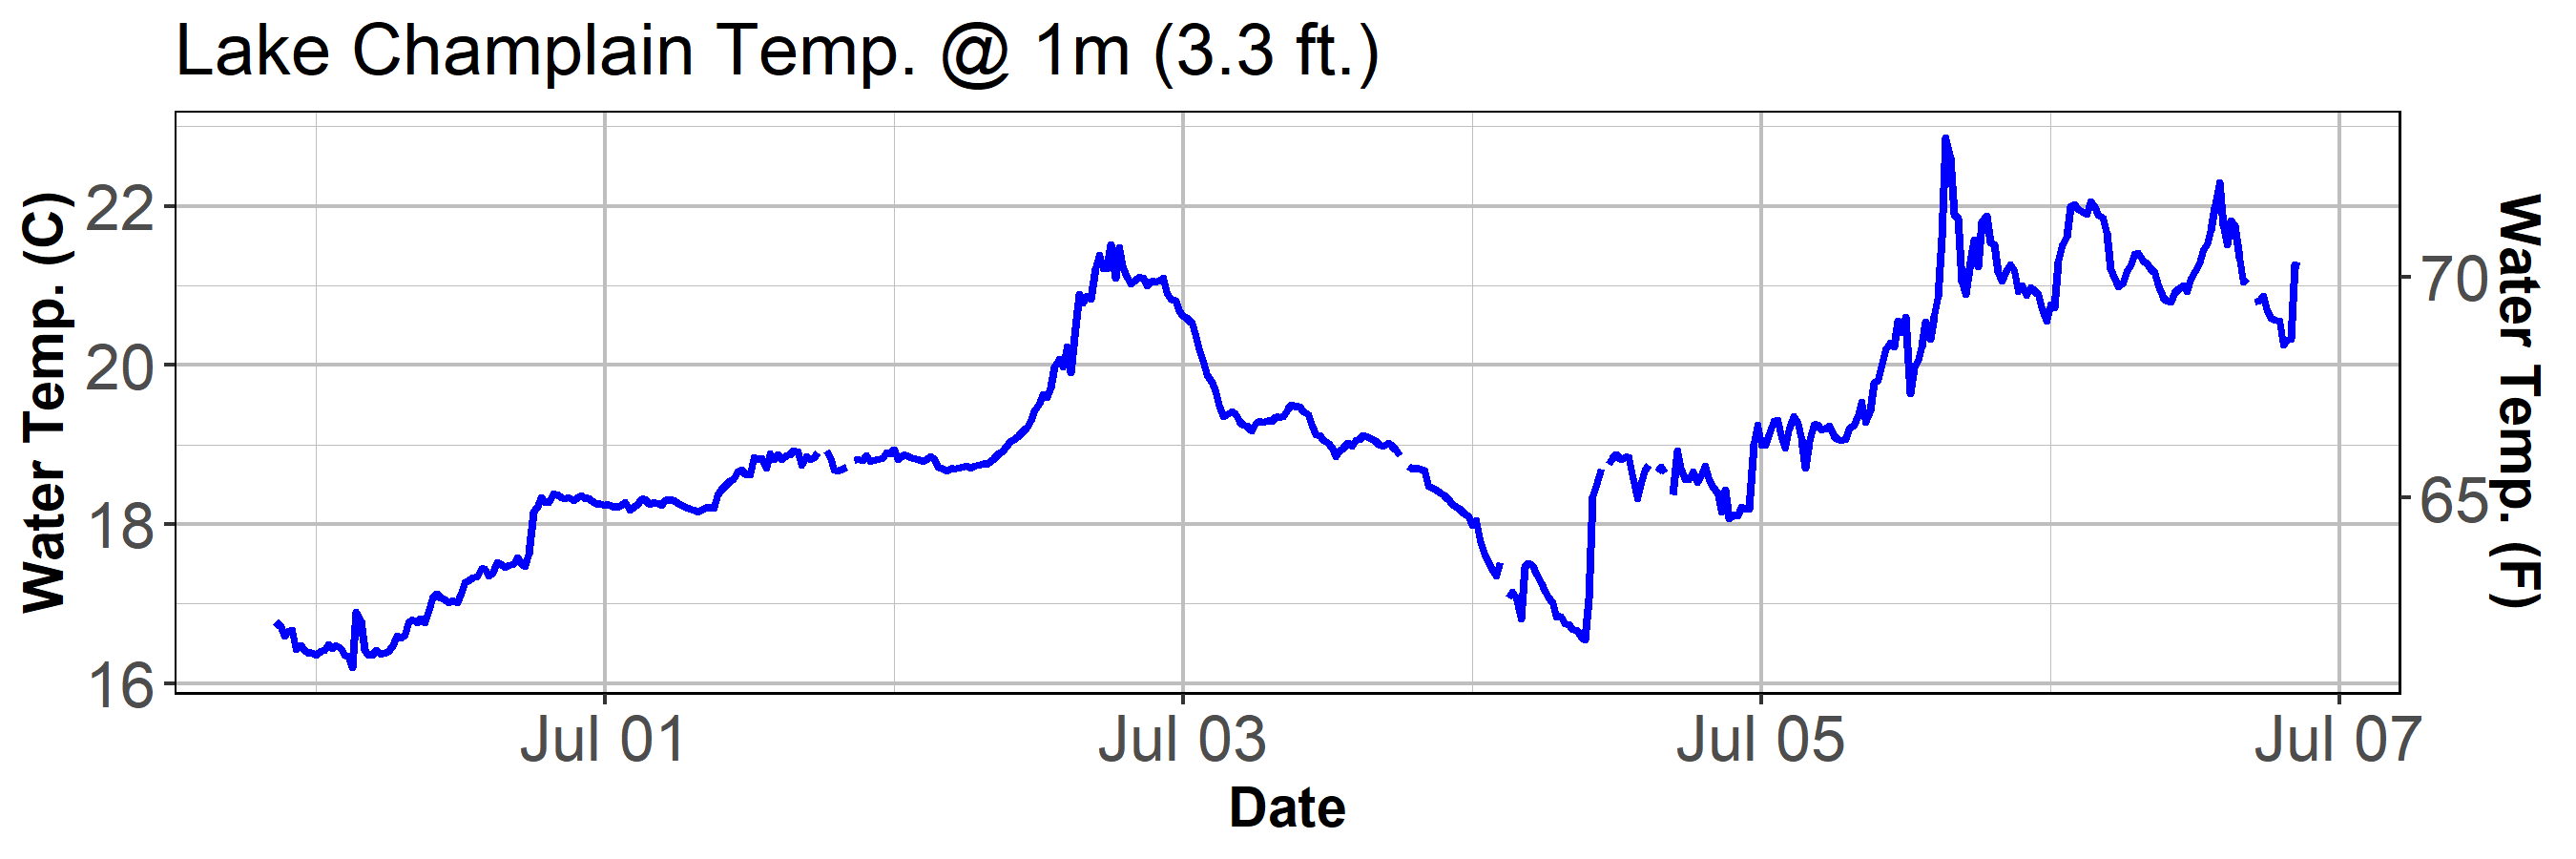 Lake Champlain Temp. @ 1m (3.3 ft.)
Water Temp. (C)
22
20
18
16
70
65
Water Temp. (F)
Jul 01
Jul 03
Jul 05
Jul 07
Date